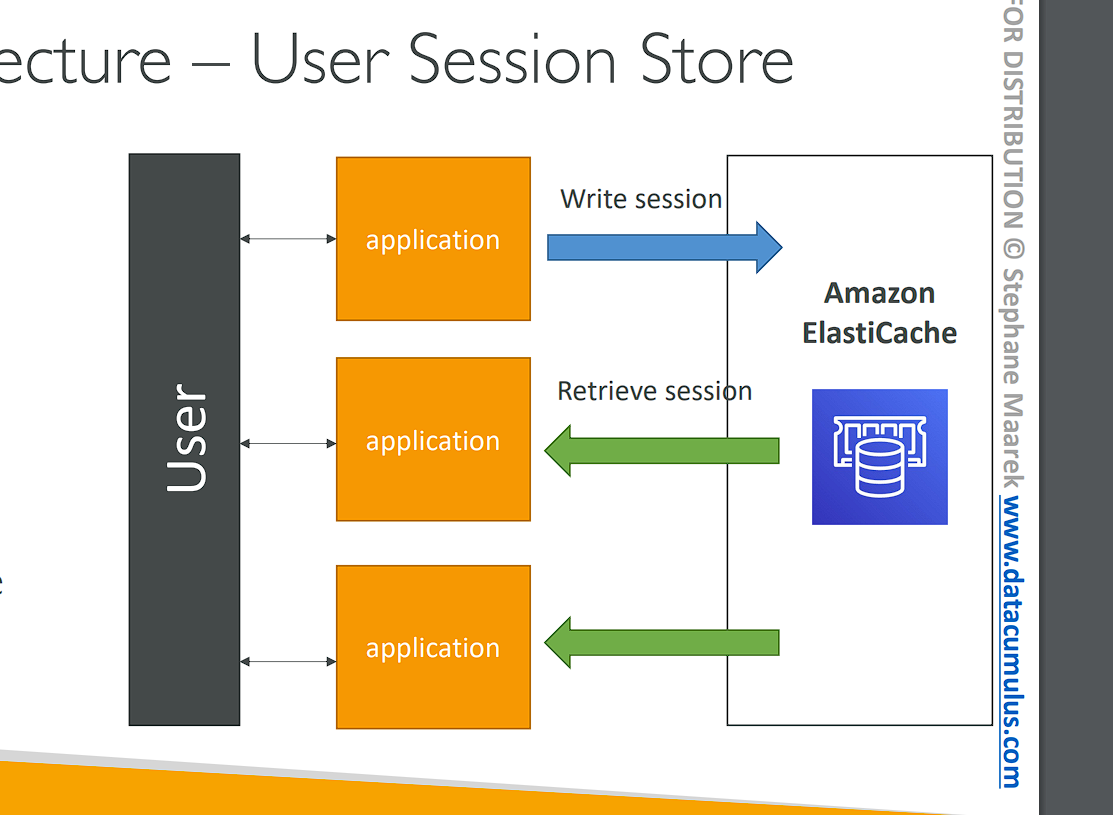 ecture – User Session Store
User
application
Write session
Amazon
ElastiCache
application
Retrieve session
application
FOR DISTRIBUTION © Stephane Maarek www.datacumulus.com